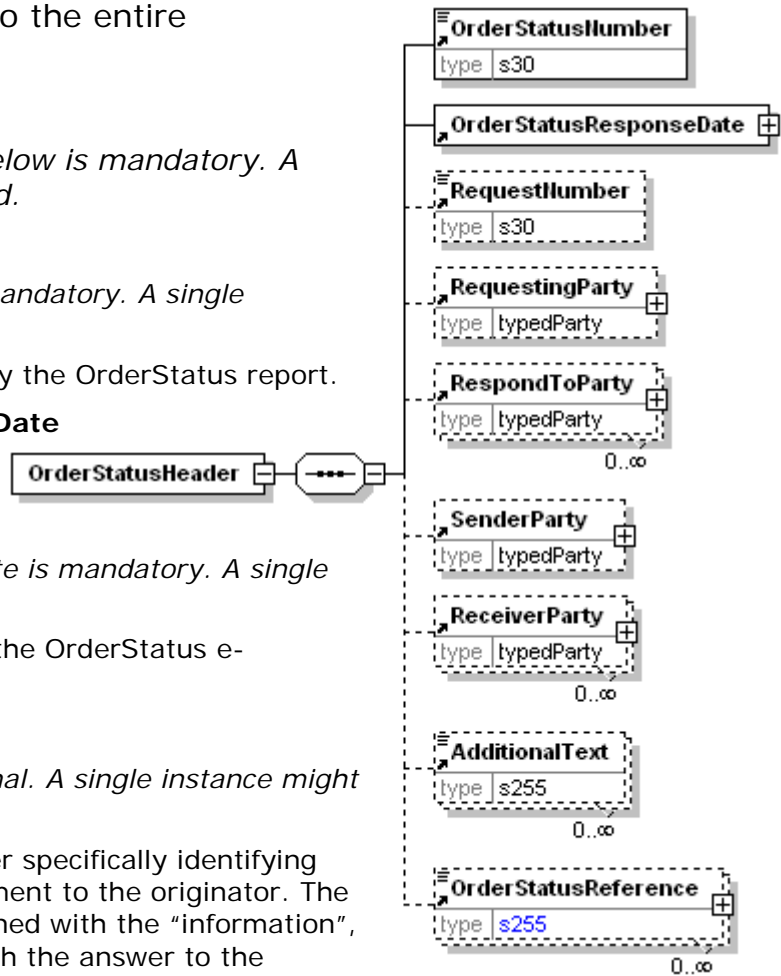 o the entire
elow is mandatory. A
d.
andatory. A single
y the OrderStatus report.
Date
te is mandatory. A single
the OrderStatus e-
nal. A single instance might
er specifically identifying
nent to the originator. The
ned with the “information”,
h the answer to the
OrderStatusHeader
OrderStatusNumber
type s30
OrderStatusResponseDate
RequestNumber
type s30
RequestingParty
type typedParty
RespondToParty
type typedParty
0..∞
SenderParty
type typedParty
ReceiverParty
type typedParty
0..∞
AdditionalText
type s255
0..∞
OrderStatusReference
type s255
0..∞